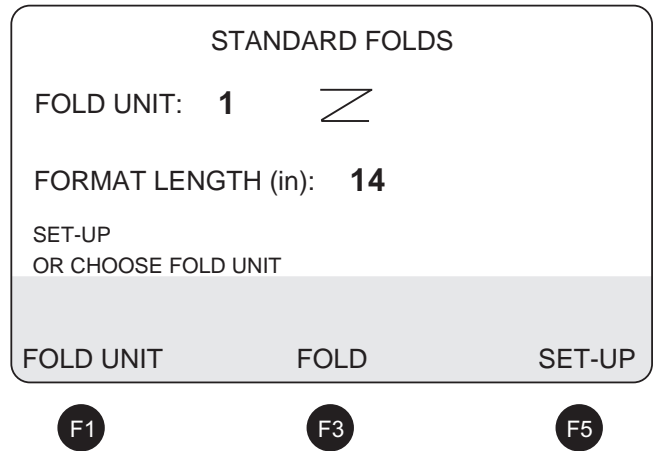 STANDARD FOLDS
FOLD UNIT: 1
FORMAT LENGTH (in): 14
SET-UP
OR CHOOSE FOLD UNIT
FOLD UNIT FOLD SET-UP
F1 F3 F5